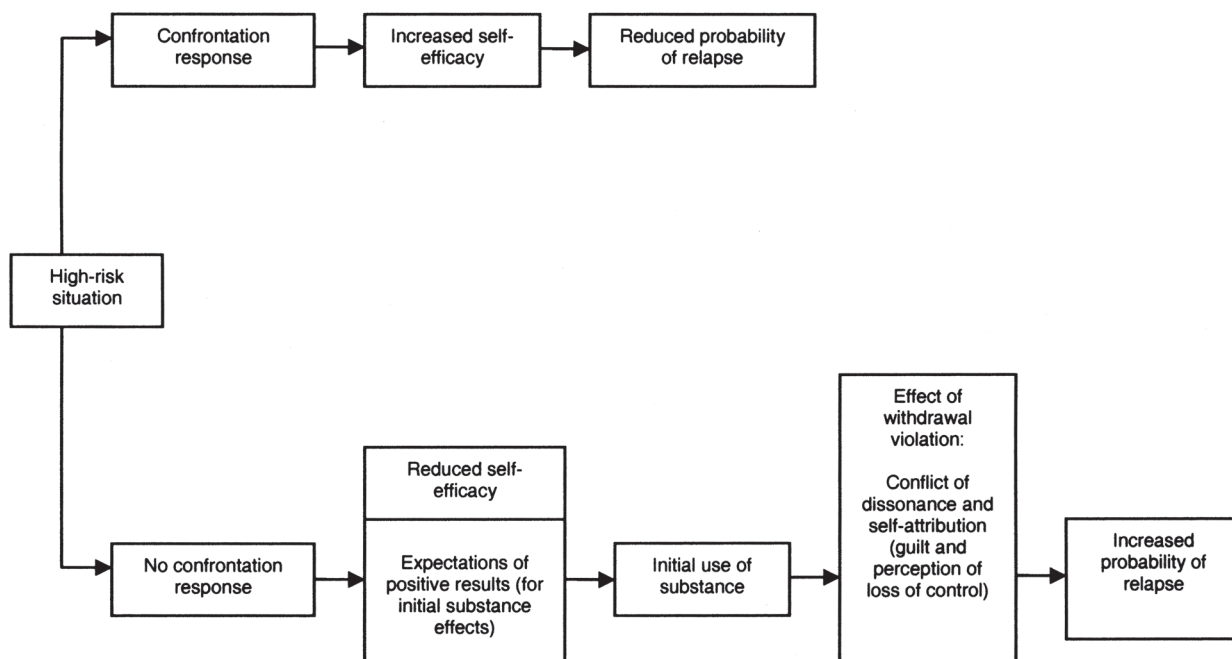 Confrontation
response
Increased self-
efficacy
Reduced probability
of relapse
High-risk
situation
No confrontation
response
Reduced self-
efficacy
Expectations of
positive results (for
initial substance
effects)
Initial use of
substance
Effect of
withdrawal
violation:
Conflict of
dissonance and
self-attribution
(guilt and
perception of
loss of control)
Increased
probability of
relapse